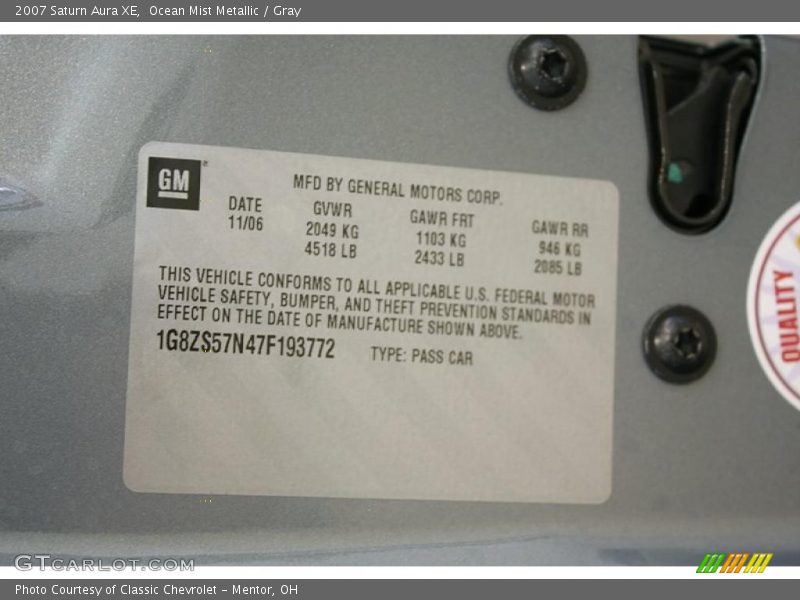 2007 Saturn Aura XE, Ocean Mist Metallic / Gray
GM
MFD BY GENERAL MOTORS CORP.
DATE GVWR GAWR FRT GAWR RR
11/06 2049 KG 1103 KG 946 KG
4518 LB 2433 LB 2085 LB
THIS VEHICLE CONFORMS TO ALL APPLICABLE U.S. FEDERAL MOTOR
VEHICLE SAFETY, BUMPER, AND THEFT PREVENTION STANDARDS IN
EFFECT ON THE DATE OF MANUFACTURE SHOWN ABOVE.
1G8ZS57N47F193772 TYPE: PASS CAR
QUALITY
GTCARLOT.COM
Photo Courtesy of Classic Chevrolet - Mentor, OH